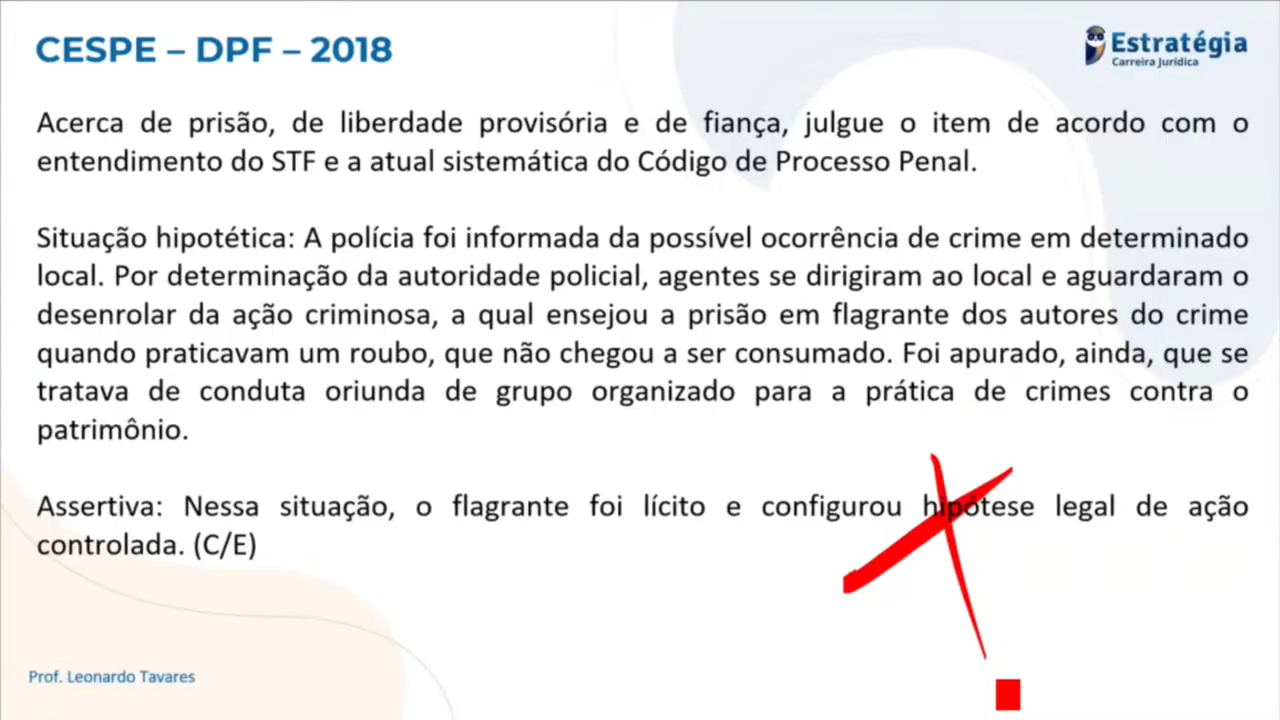 CESPE – DPF – 2018
Estratégia
Carreira Jurídica
Acerca de prisão, de liberdade provisória e de fiança, julgue o item de acordo com o
entendimento do STF e a atual sistemática do Código de Processo Penal.
Situação hipotética: A polícia foi informada da possível ocorrência de crime em determinado
local. Por determinação da autoridade policial, agentes se dirigiram ao local e aguardaram o
desenrolar da ação criminosa, a qual ensejou a prisão em flagrante dos autores do crime
quando praticavam um roubo, que não chegou a ser consumado. Foi apurado, ainda, que se
tratava de conduta oriunda de grupo organizado para a prática de crimes contra o
patrimônio.
Assertiva: Nessa situação, o flagrante foi lícito e configurou hipótese legal de ação
controlada. (C/E)
Prof. Leonardo Tavares